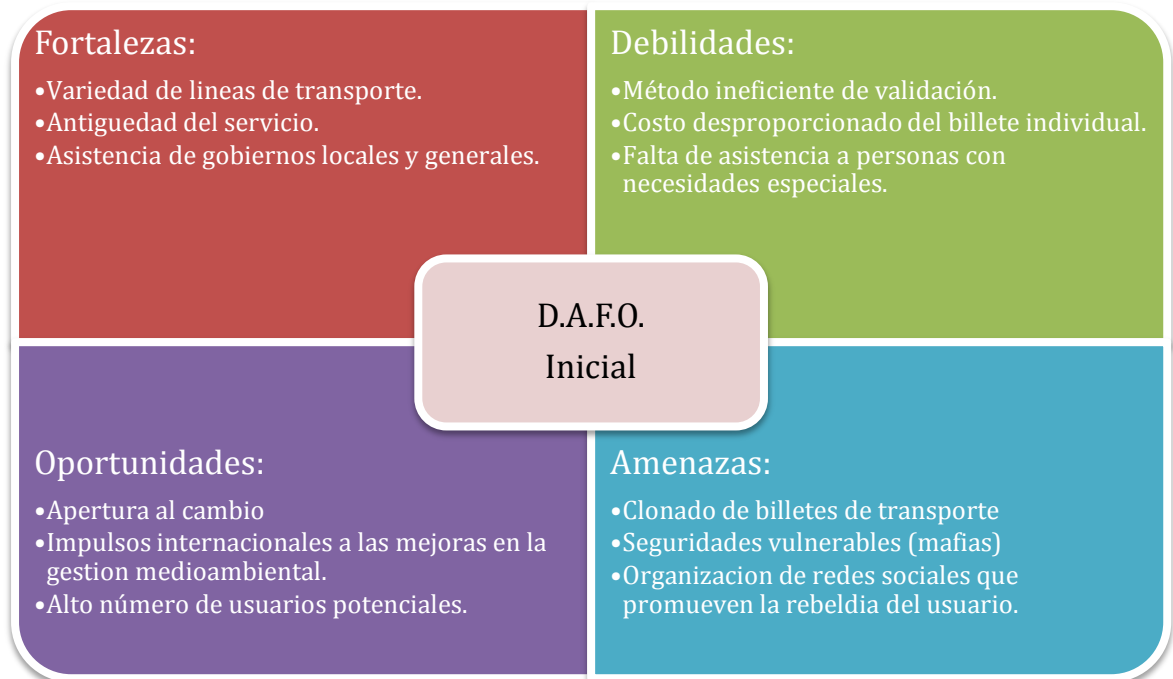 Fortalezas:
•Variedad de lineas de transporte.
•Antiguedad del servicio.
•Asistencia de gobiernos locales y generales.
Debilidades:
•Método ineficiente de validación.
•Costo desproporcionado del billete individual.
•Falta de asistencia a personas con
necesidades especiales.
D.A.F.O.
Inicial
Oportunidades:
•Apertura al cambio
•Impulsos internacionales a las mejoras en la
gestion medioambiental.
•Alto número de usuarios potenciales.
Amenazas:
•Clonado de billetes de transporte
•Seguridades vulnerables (mafias)
•Organizacion de redes sociales que
promueven la rebeldia del usuario.